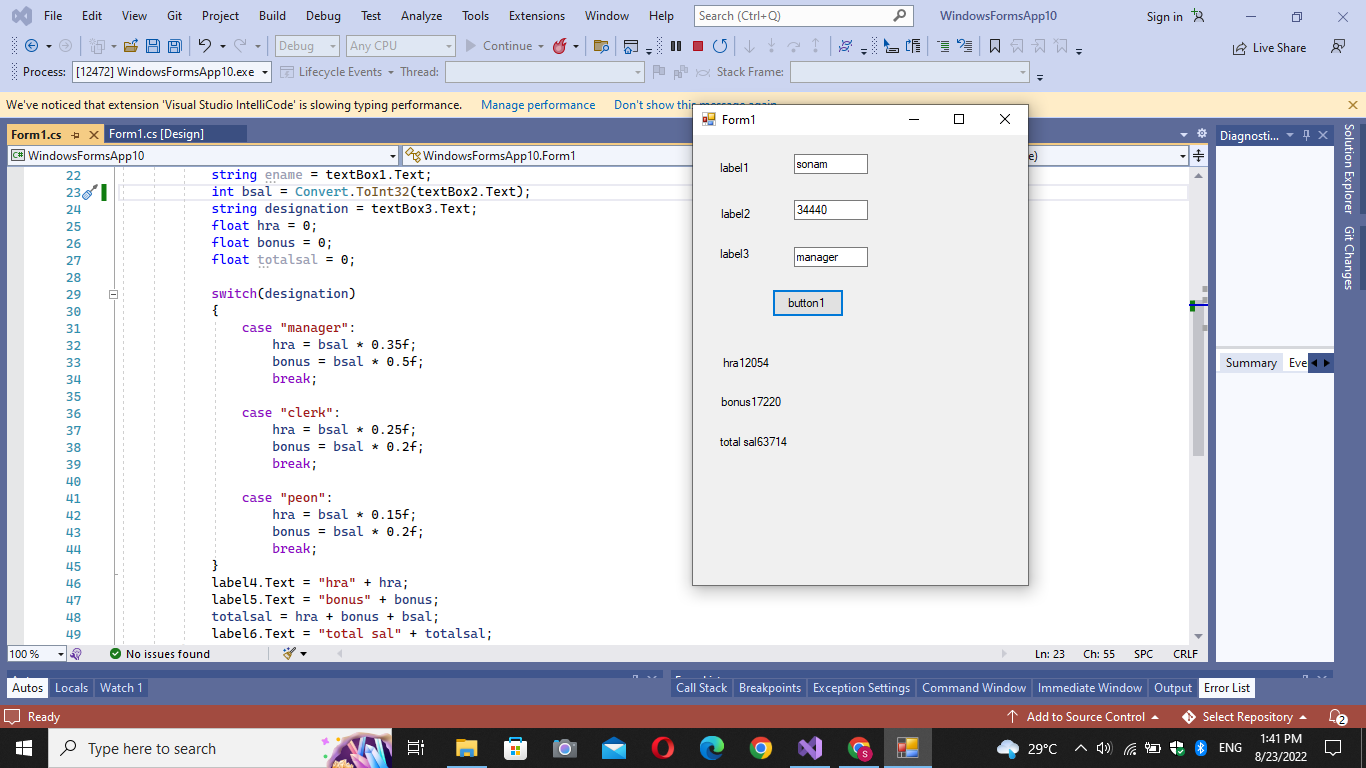 File Edit View Git Project Build Debug Test Analyze Tools Extensions Window Help Search (Ctrl+Q) WindowsFormsApp10 Sign in
Debug Any CPU Continue Live Share
Process: [12472] WindowsFormsApp10.exe Lifecycle Events Thread: Stack Frame:
We've noticed that extension 'Visual Studio IntelliCode' is slowing typing performance. Manage performance Don't show this message again
Form1.cs Form1.cs [Design]
WindowsFormsApp10 WindowsFormsApp10.Form1
22 string ename = textBox1.Text;
23 int bsal = Convert.ToInt32(textBox2.Text);
24 string designation = textBox3.Text;
25 float hra = 0;
26 float bonus = 0;
27 float totalsal = 0;
28
29 switch(designation)
30 {
31 case "manager":
32 hra = bsal * 0.35f;
33 bonus = bsal * 0.5f;
34 break;
35
36 case "clerk":
37 hra = bsal * 0.25f;
38 bonus = bsal * 0.2f;
39 break;
40
41 case "peon":
42 hra = bsal * 0.15f;
43 bonus = bsal * 0.2f;
44 break;
45 }
46 label4.Text = "hra" + hra;
47 label5.Text = "bonus" + bonus;
48 totalsal = hra + bonus + bsal;
49 label6.Text = "total sal" + totalsal;
Form1
label1 sonam
label2 34440
label3 manager
button1
hra12054
bonus17220
total sal63714
e)
Diagnosti...
Summary Eve
Solution Explorer
Git Changes
100 % No issues found Ln: 23 Ch: 55 SPC CRLF
Autos Locals Watch 1 Call Stack Breakpoints Exception Settings Command Window Immediate Window Output Error List
Ready Add to Source Control Select Repository 2
Type here to search S 29°C ENG 1:41 PM
8/23/2022